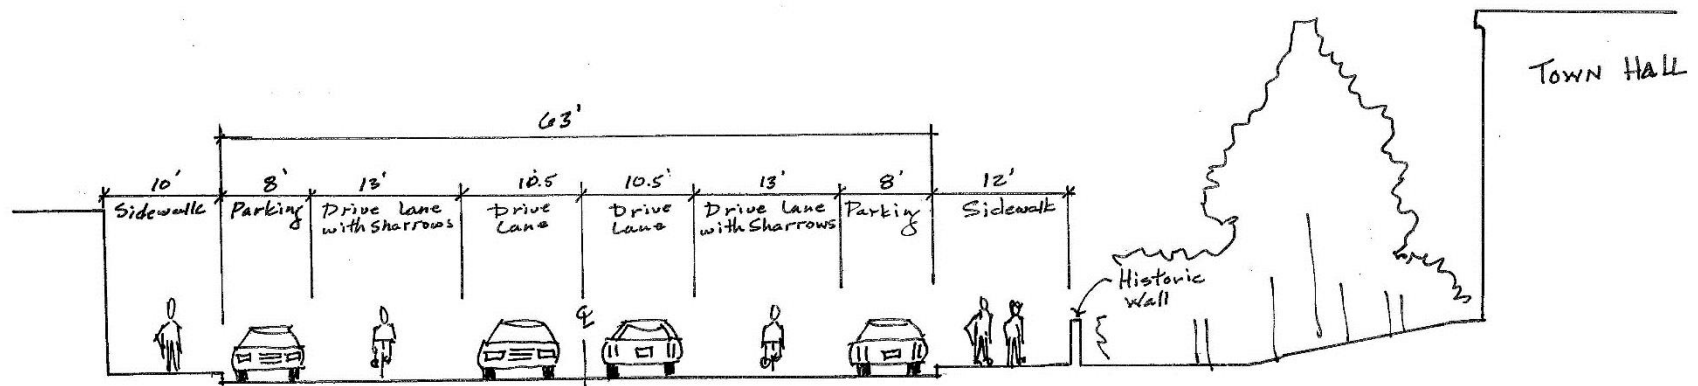 TOWN HALL
63'
10'
8'
13'
10.5
10.5'
13'
8'
12'
Sidewalk
Parking
Drive Lane
with Sharrows
Drive
Lane
Drive
Lane
Drive Lane
with Sharrows
Parking
Sidewalk
Historic
Wall
℄